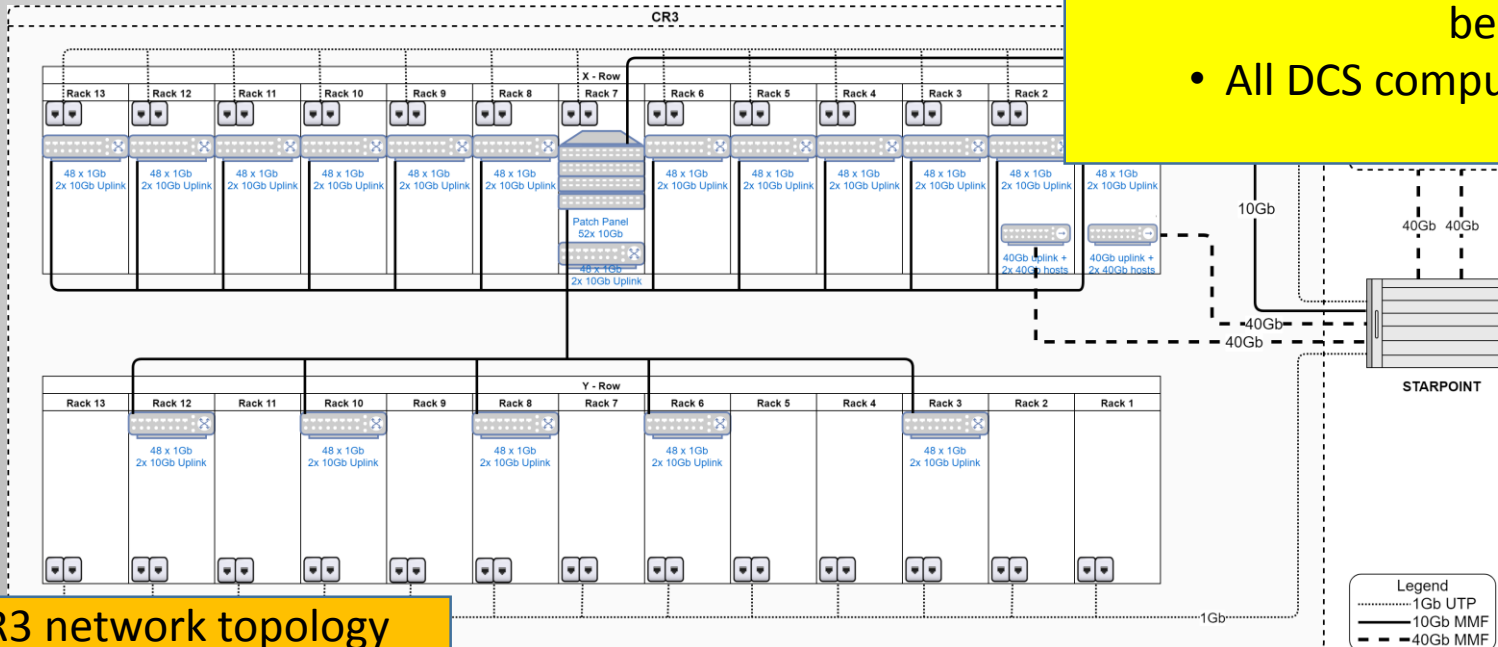 CR3
be
• All DCS compu
X - Row
Rack 13 Rack 12 Rack 11 Rack 10 Rack 9 Rack 8 Rack 7 Rack 6 Rack 5 Rack 4 Rack 3 Rack 2
48 x 1Gb 48 x 1Gb 48 x 1Gb 48 x 1Gb 48 x 1Gb 48 x 1Gb 48 x 1Gb 48 x 1Gb 48 x 1Gb 48 x 1Gb 48 x 1Gb 48 x 1Gb
2x 10Gb Uplink 2x 10Gb Uplink 2x 10Gb Uplink 2x 10Gb Uplink 2x 10Gb Uplink 2x 10Gb Uplink 2x 10Gb Uplink 2x 10Gb Uplink 2x 10Gb Uplink 2x 10Gb Uplink 2x 10Gb Uplink 2x 10Gb Uplink
Patch Panel
52x 10Gb
48 x 1Gb
2x 10Gb Uplink
40Gb uplink +
2x 40Gb hosts
40Gb uplink +
2x 40Gb hosts
10Gb
40Gb 40Gb
40Gb
40Gb
STARPOINT
Y - Row
Rack 13 Rack 12 Rack 11 Rack 10 Rack 9 Rack 8 Rack 7 Rack 6 Rack 5 Rack 4 Rack 3 Rack 2 Rack 1
48 x 1Gb 48 x 1Gb 48 x 1Gb 48 x 1Gb 48 x 1Gb
2x 10Gb Uplink 2x 10Gb Uplink 2x 10Gb Uplink 2x 10Gb Uplink 2x 10Gb Uplink
1Gb
R3 network topology
Legend
1Gb UTP
10Gb MMF
40Gb MMF